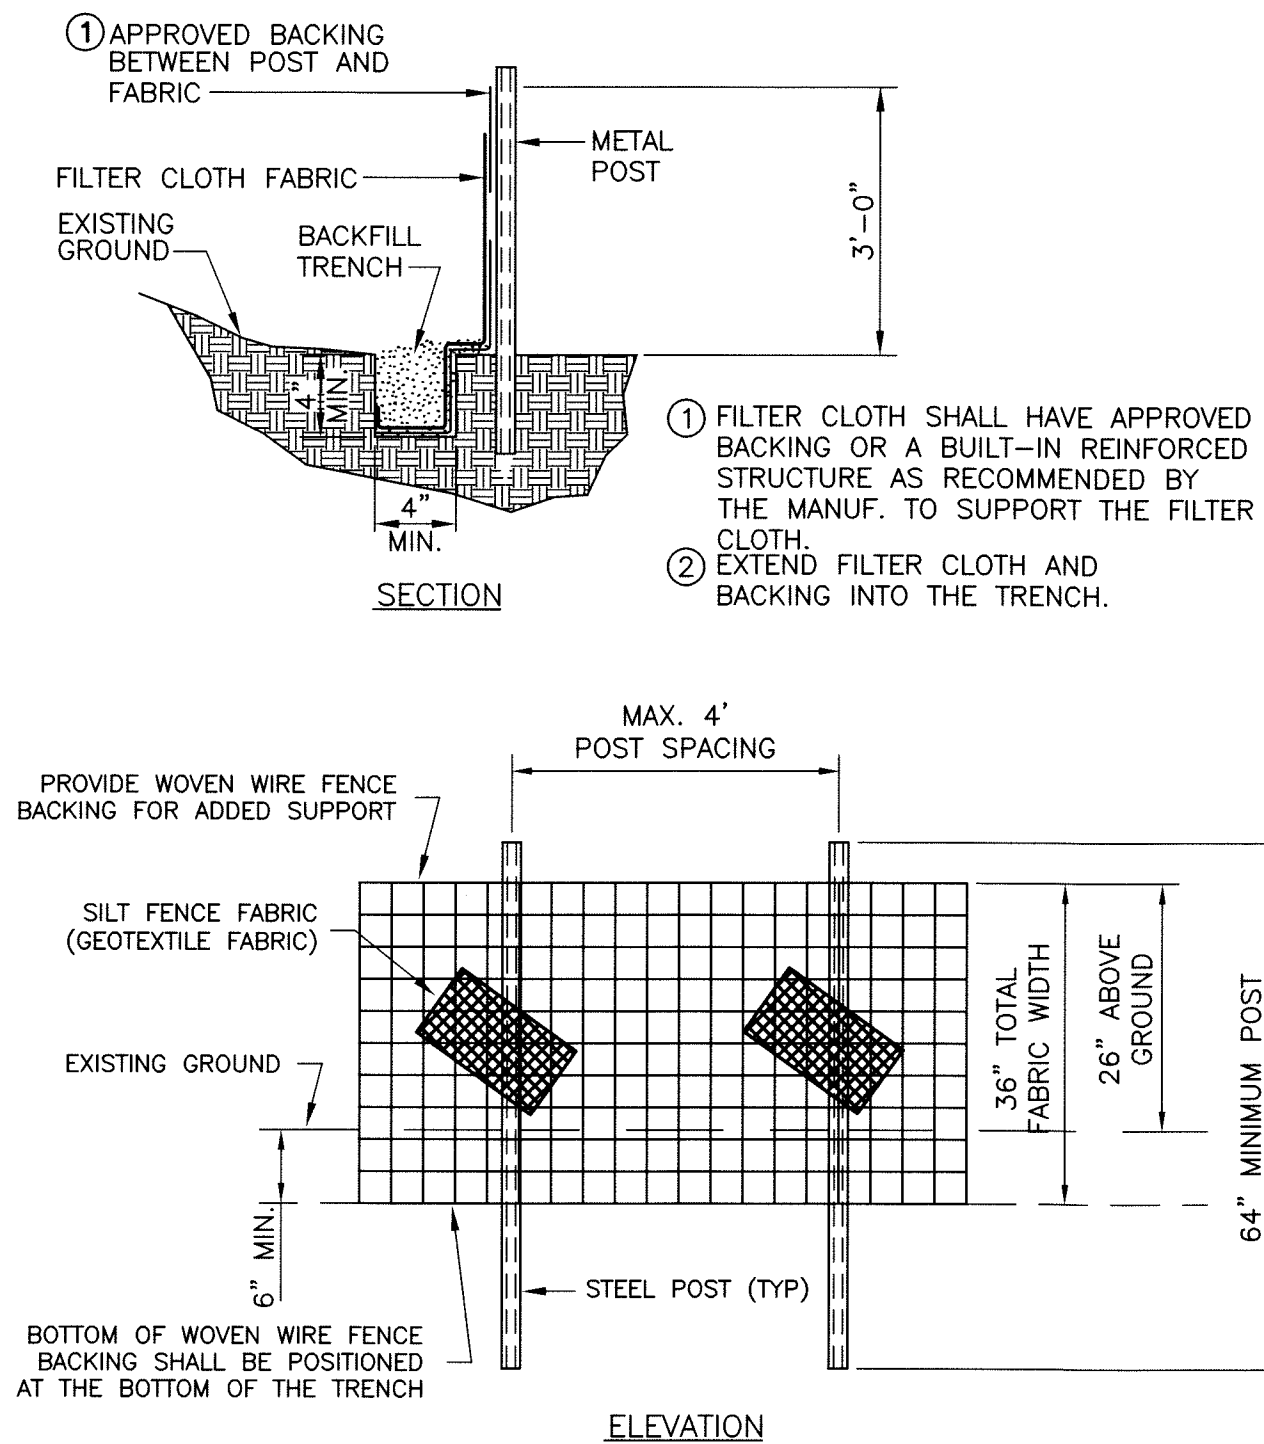 ① APPROVED BACKING
BETWEEN POST AND
FABRIC
METAL
POST
FILTER CLOTH FABRIC
EXISTING
GROUND
BACKFILL
TRENCH
3'-0"
4"
MIN
4"
MIN.
SECTION
① FILTER CLOTH SHALL HAVE APPROVED
BACKING OR A BUILT-IN REINFORCED
STRUCTURE AS RECOMMENDED BY
THE MANUF. TO SUPPORT THE FILTER
CLOTH.
② EXTEND FILTER CLOTH AND
BACKING INTO THE TRENCH.
MAX. 4'
POST SPACING
PROVIDE WOVEN WIRE FENCE
BACKING FOR ADDED SUPPORT
SILT FENCE FABRIC
(GEOTEXTILE FABRIC)
EXISTING GROUND
36" TOTAL
FABRIC WIDTH
26" ABOVE
GROUND
64" MINIMUM POST
6" MIN.
STEEL POST (TYP)
BOTTOM OF WOVEN WIRE FENCE
BACKING SHALL BE POSITIONED
AT THE BOTTOM OF THE TRENCH
ELEVATION